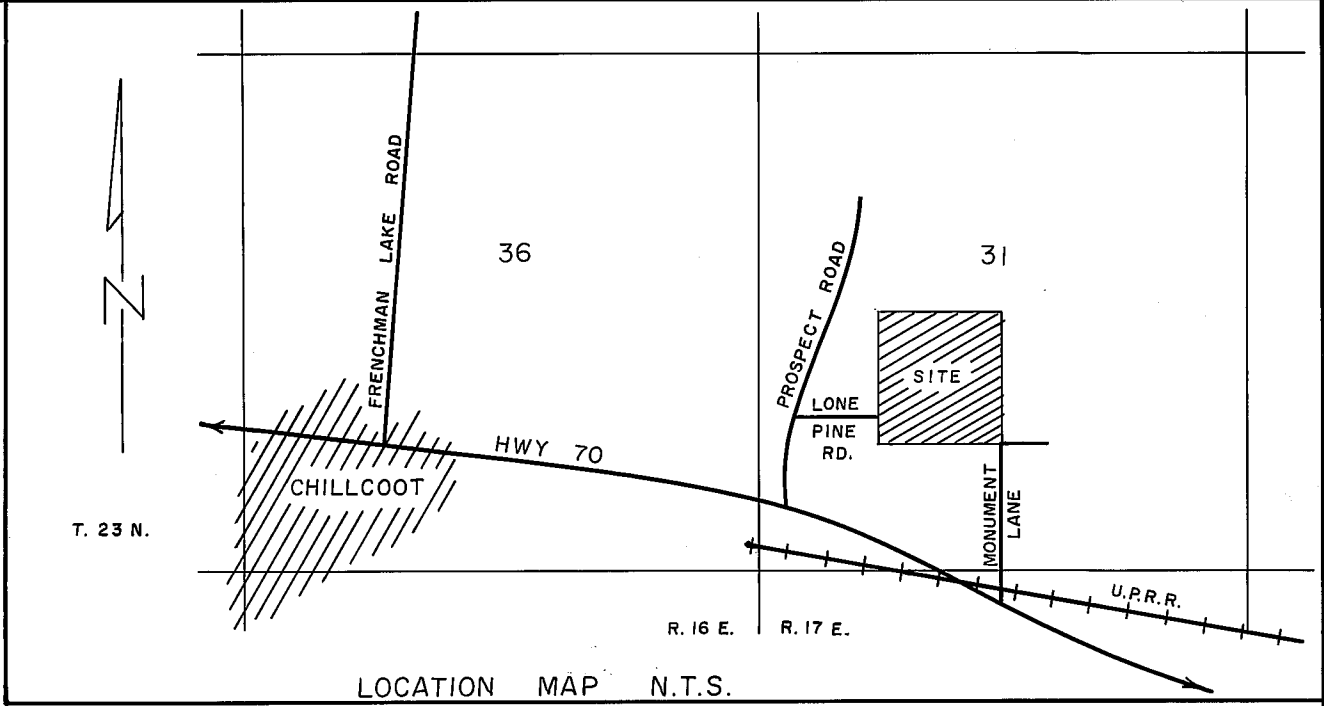 FRENCHMAN LAKE ROAD
36
31
PROSPECT ROAD
N
SITE
LONE
PINE
RD.
HWY 70
CHILLCOOT
MONUMENT
LANE
T. 23 N.
U.P.R.R.
R. 16 E. R. 17 E.
LOCATION MAP N.T.S.